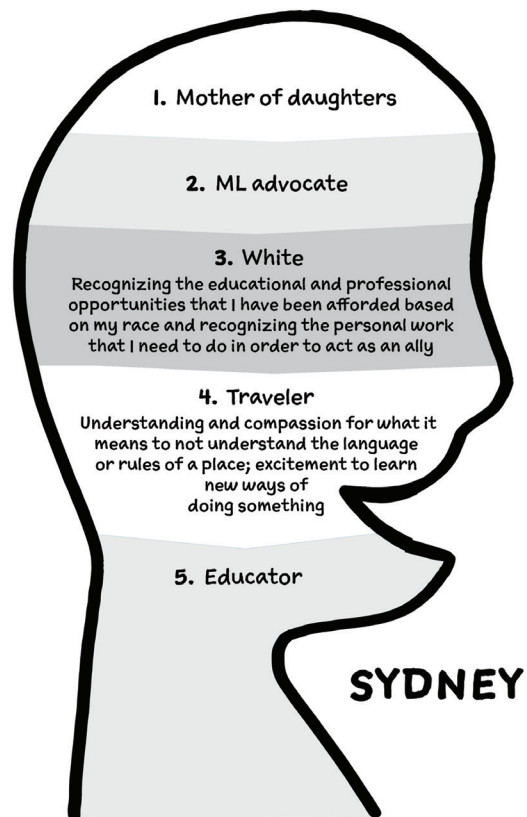 1. Mother of daughters
2. ML advocate
3. White
Recognizing the educational and professional
opportunities that I have been afforded based
on my race and recognizing the personal work
that I need to do in order to act as an ally
4. Traveler
Understanding and compassion for what it
means to not understand the language
or rules of a place; excitement to learn
new ways of
doing something
5. Educator
SYDNEY